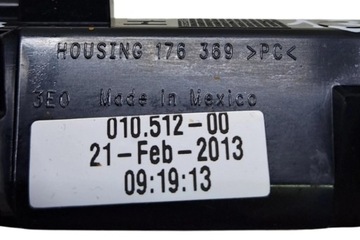 HOUSING 176 369 >PC<
3E0 Made in Mexico
010.512-00
21-Feb-2013
09:19:13